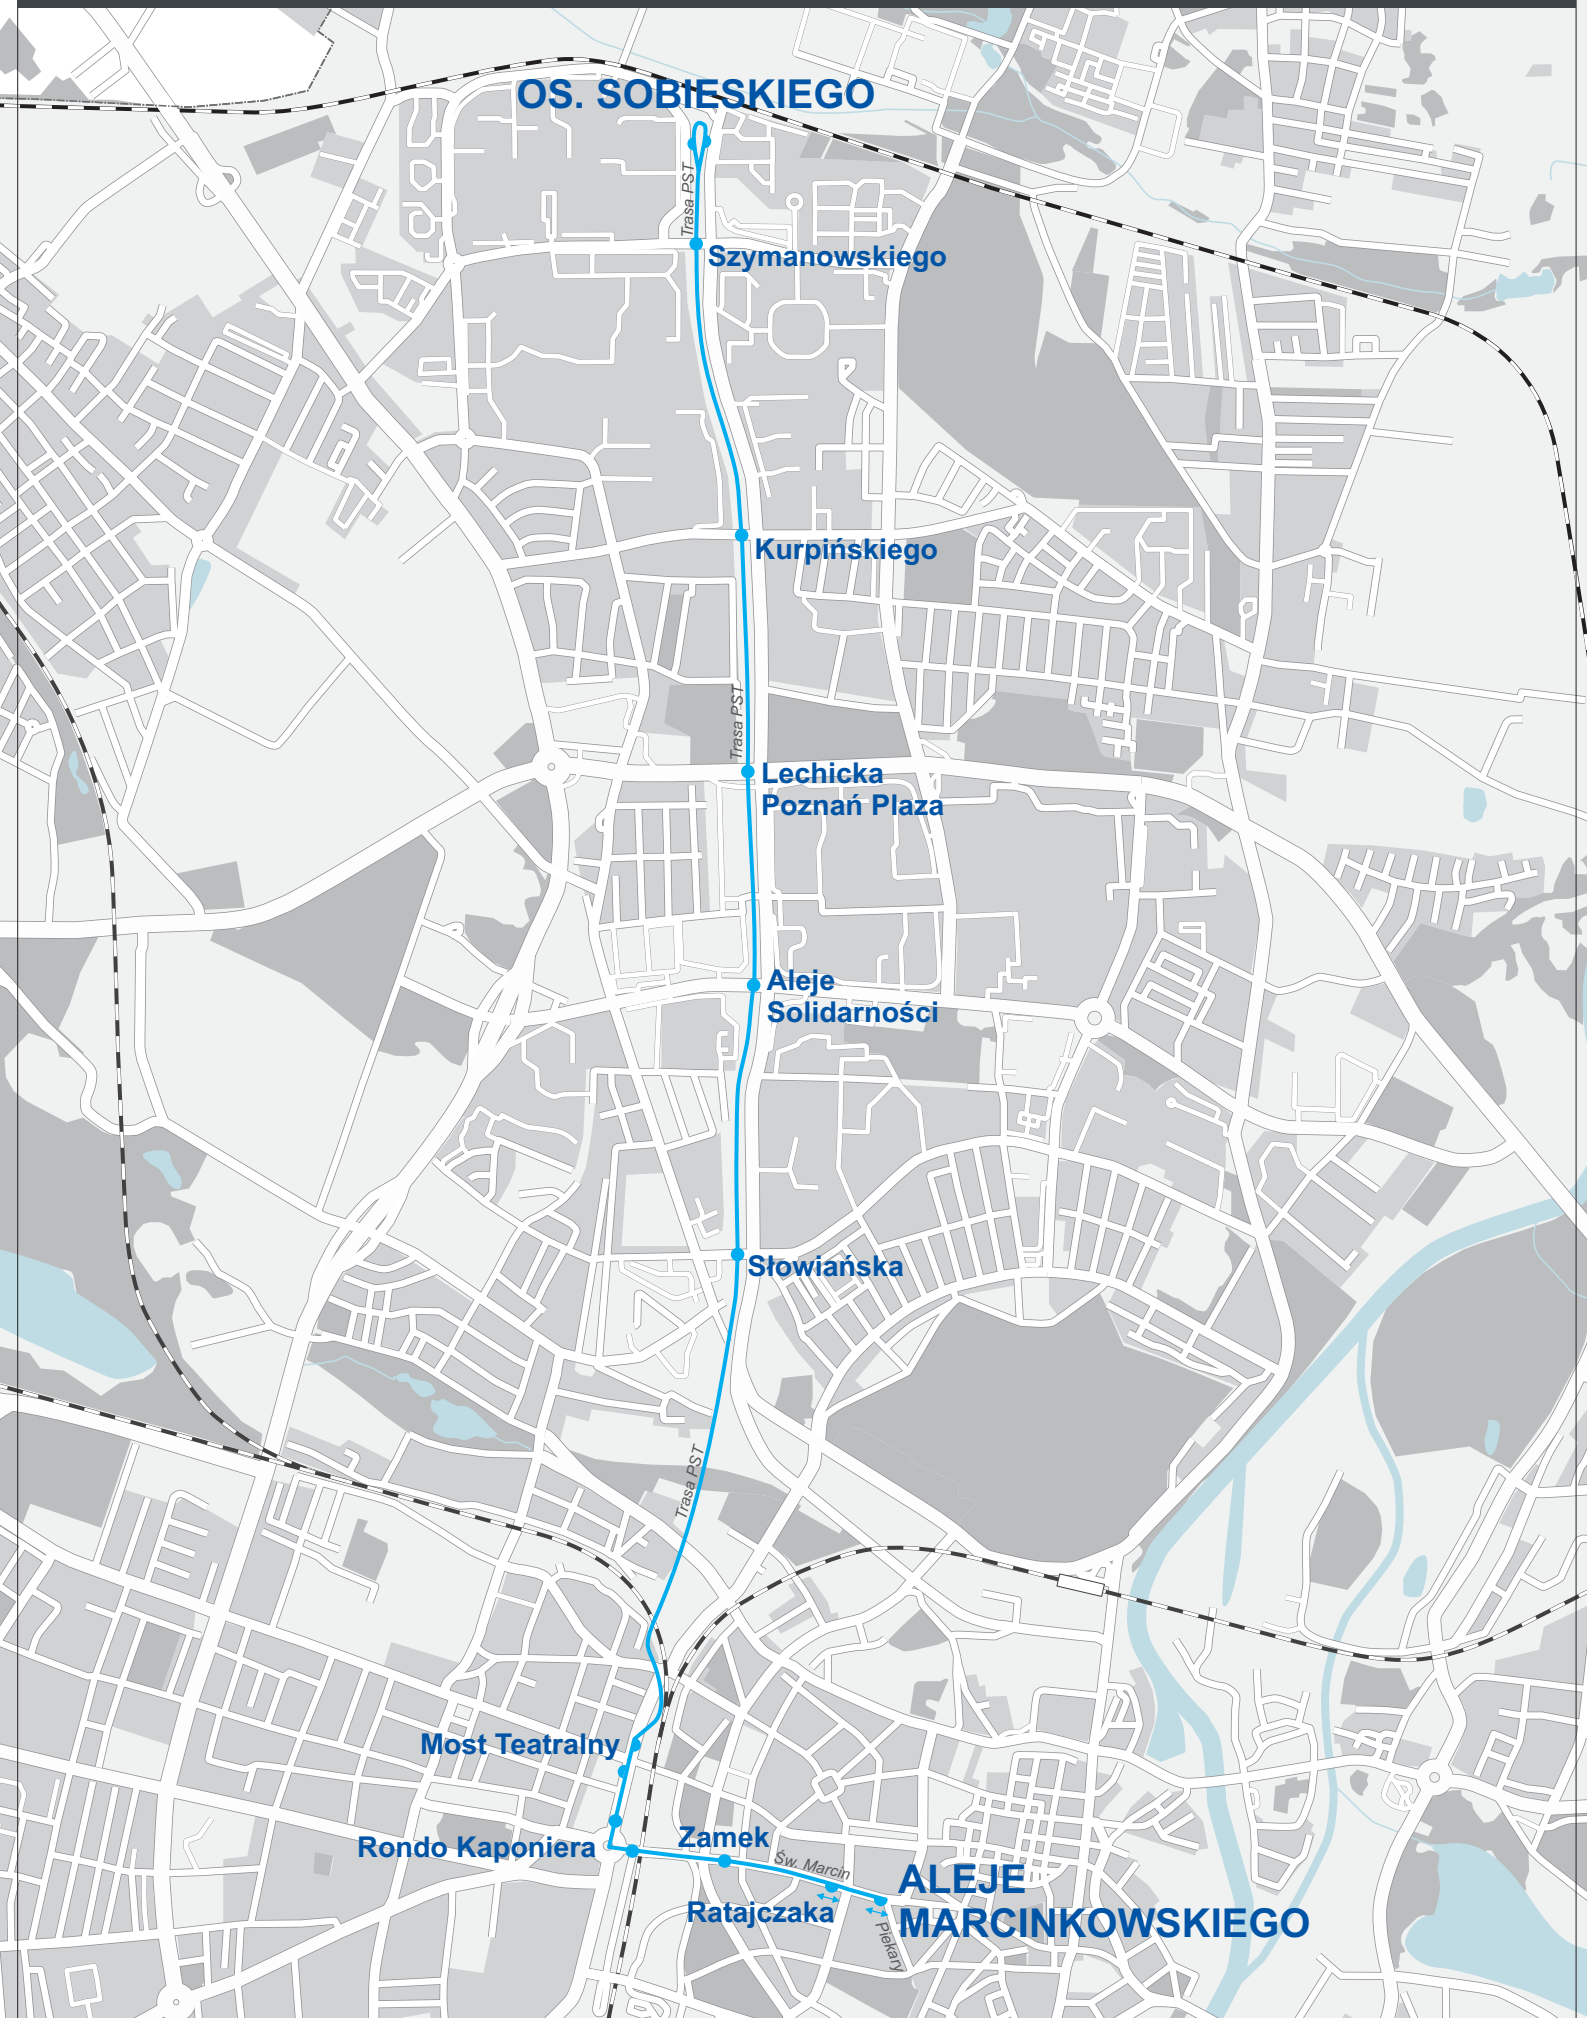 OS. SOBIESKIEGO
Trasa PST
Szymanowskiego
Kurpińskiego
Trasa PST
Lechicka
Poznań Plaza
Aleje
Solidarności
Słowiańska
Trasa PST
Most Teatralny
Rondo Kaponiera
Zamek
Św. Marcin
Ratajczaka
ALEJE
MARCINKOWSKIEGO
Piekary